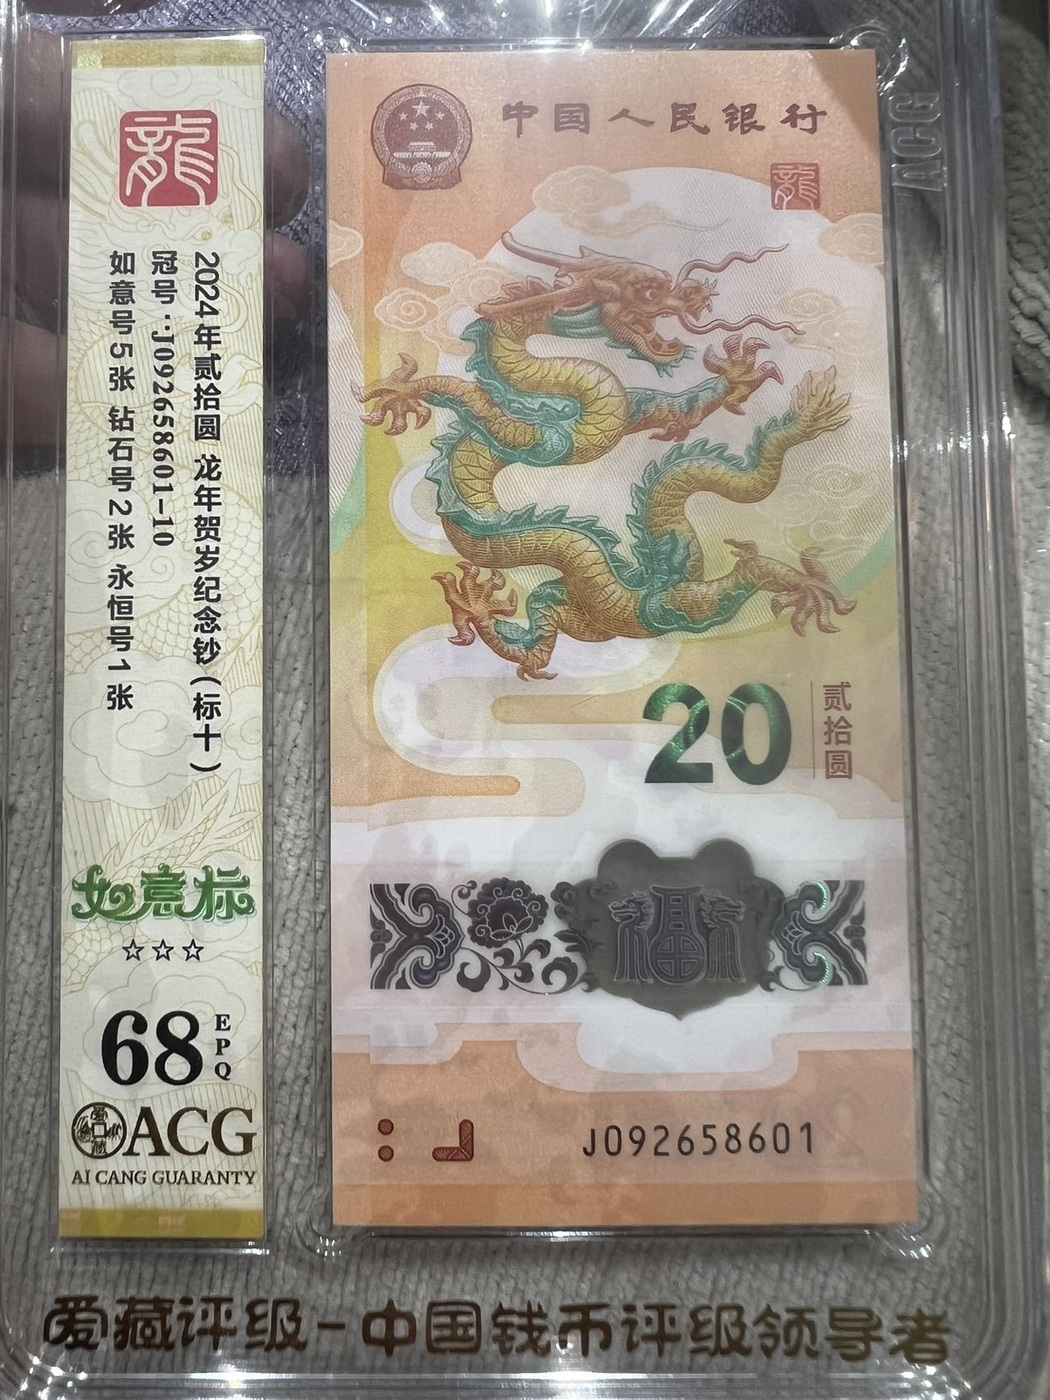 龍
2024年贰拾圆 龙年贺岁纪念钞(标十)
冠号:J092658601-10
如意号5张 钻石号2张 永恒号1张
如意标
☆☆☆
68 EPQ
ACG
AI CANG GUARANTY
中国人民银行
龍
20 贰拾圆
福
J092658601
ACG
爱藏评级-中国钱币评级领导者